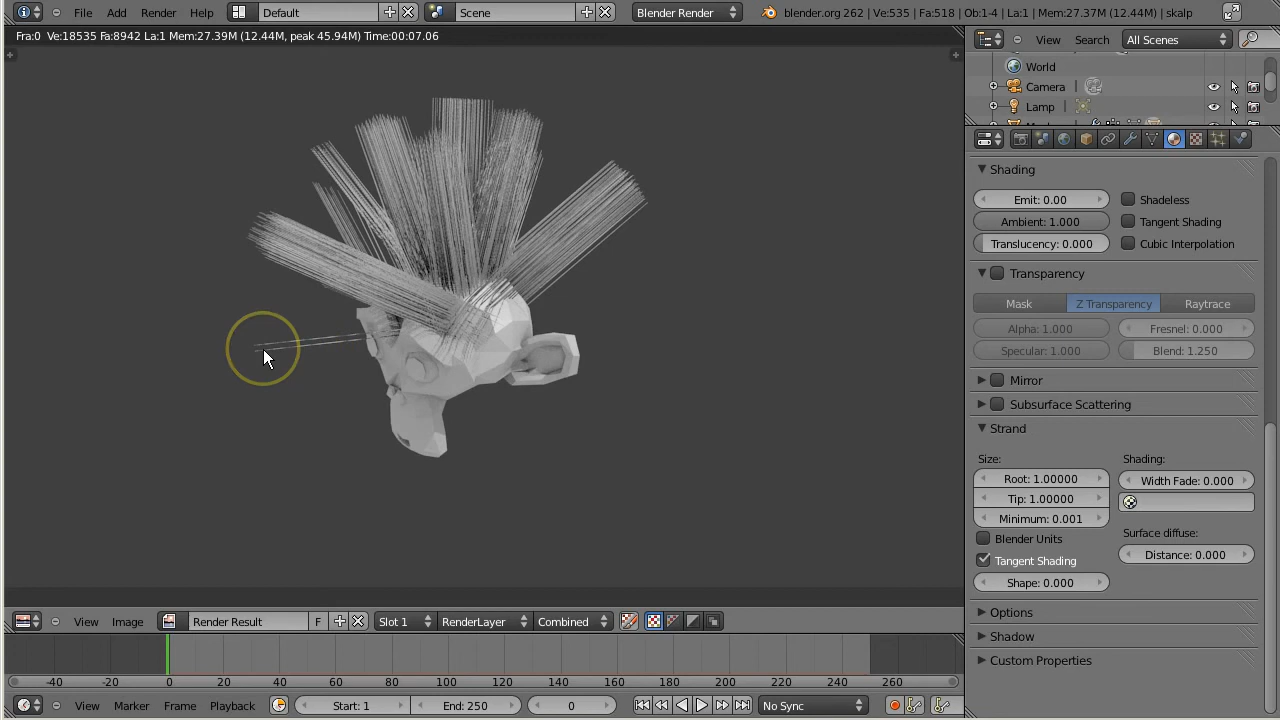 File Add Render Help Default Scene Blender Render blender.org 262 | Ve:535 | Fa:518 | Ob:1-4 | La:1 | Mem:27.37M (12.44M) | skalp
Fra:0 Ve:18535 Fa:8942 La:1 Mem:27.39M (12.44M, peak 45.94M) Time:00:07.06
View Search All Scenes
World
Camera
Lamp
Shading
Emit: 0.00 Shadeless
Ambient: 1.000 Tangent Shading
Translucency: 0.000 Cubic Interpolation
Transparency
Mask Z Transparency Raytrace
Alpha: 1.000 Fresnel: 0.000
Specular: 1.000 Blend: 1.250
Mirror
Subsurface Scattering
Strand
Size: Shading:
Root: 1.00000 Width Fade: 0.000
Tip: 1.00000
Minimum: 0.001
Blender Units Surface diffuse:
Tangent Shading Distance: 0.000
Shape: 0.000
Options
Shadow
Custom Properties
View Image Render Result F Slot 1 RenderLayer Combined
-40 -20 0 20 40 60 80 100 120 140 160 180 200 220 240 260
View Marker Frame Playback Start: 1 End: 250 0 No Sync